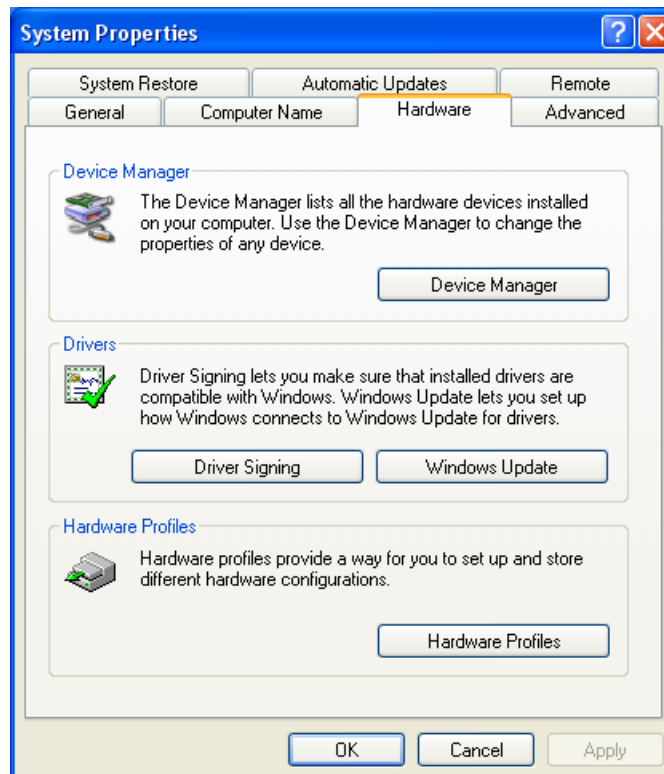 System Properties
System Restore
Automatic Updates
Remote
General
Computer Name
Hardware
Advanced
Device Manager
The Device Manager lists all the hardware devices installed
on your computer. Use the Device Manager to change the
properties of any device.
Device Manager
Drivers
Driver Signing lets you make sure that installed drivers are
compatible with Windows. Windows Update lets you set up
how Windows connects to Windows Update for drivers.
Driver Signing
Windows Update
Hardware Profiles
Hardware profiles provide a way for you to set up and store
different hardware configurations.
Hardware Profiles
OK
Cancel
Apply